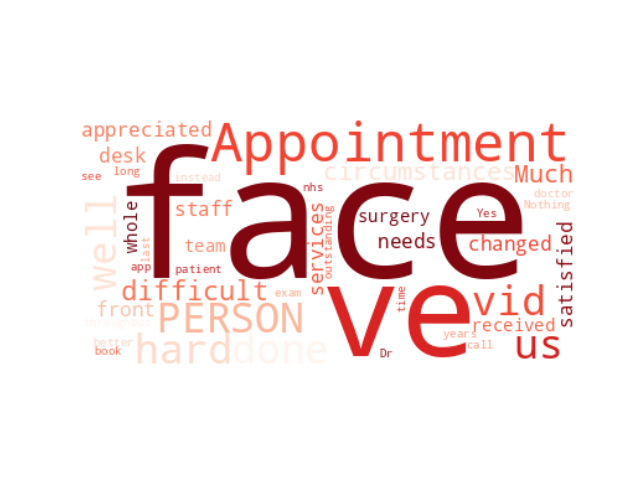 appreciated
Appointment
desk
circumstances
Much
see
long
instead
nhs
doctor
Nothing
face
well
whole
last
staff
services
outstanding
surgery
Yes
needs
team
changed
satisfied
app
patient
difficult
exam
time
ve
vid
front
PERSON
received
throughout
years
better
book
hard
done
Dr
call
us